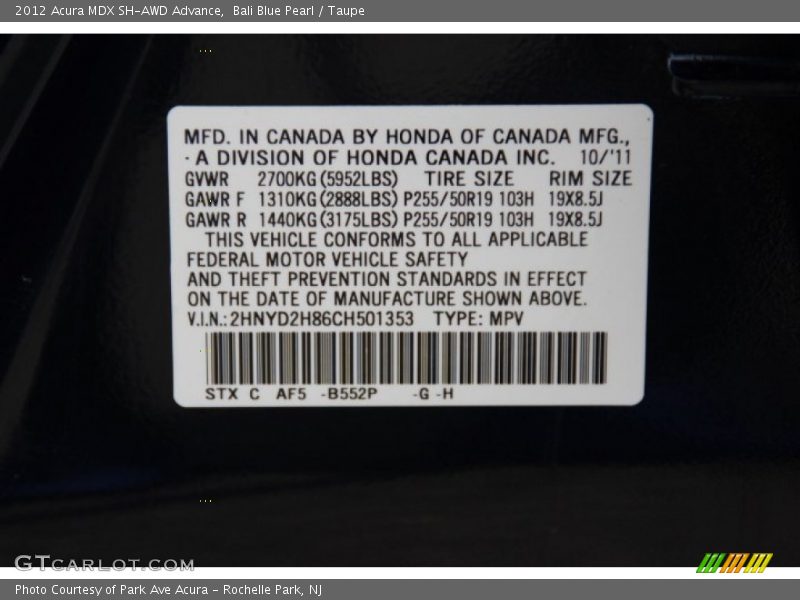 2012 Acura MDX SH-AWD Advance,  Bali Blue Pearl / Taupe
MFD. IN CANADA BY HONDA OF CANADA MFG.,
A DIVISION OF HONDA CANADA INC. 10/'11
GVWR 2700KG(5952LBS) TIRE SIZE RIM SIZE
GAWR F 1310KG(2888LBS) P255/50R19 103H 19X8.5J
GAWR R 1440KG(3175LBS) P255/50R19 103H 19X8.5J
THIS VEHICLE CONFORMS TO ALL APPLICABLE
FEDERAL MOTOR VEHICLE SAFETY
AND THEFT PREVENTION STANDARDS IN EFFECT
ON THE DATE OF MANUFACTURE SHOWN ABOVE.
V.I.N.:2HNYD2H86CH501353 TYPE: MPV
STX C AF5 -B552P -G -H
GTCARLOT.COM
Photo Courtesy of Park Ave Acura - Rochelle Park, NJ